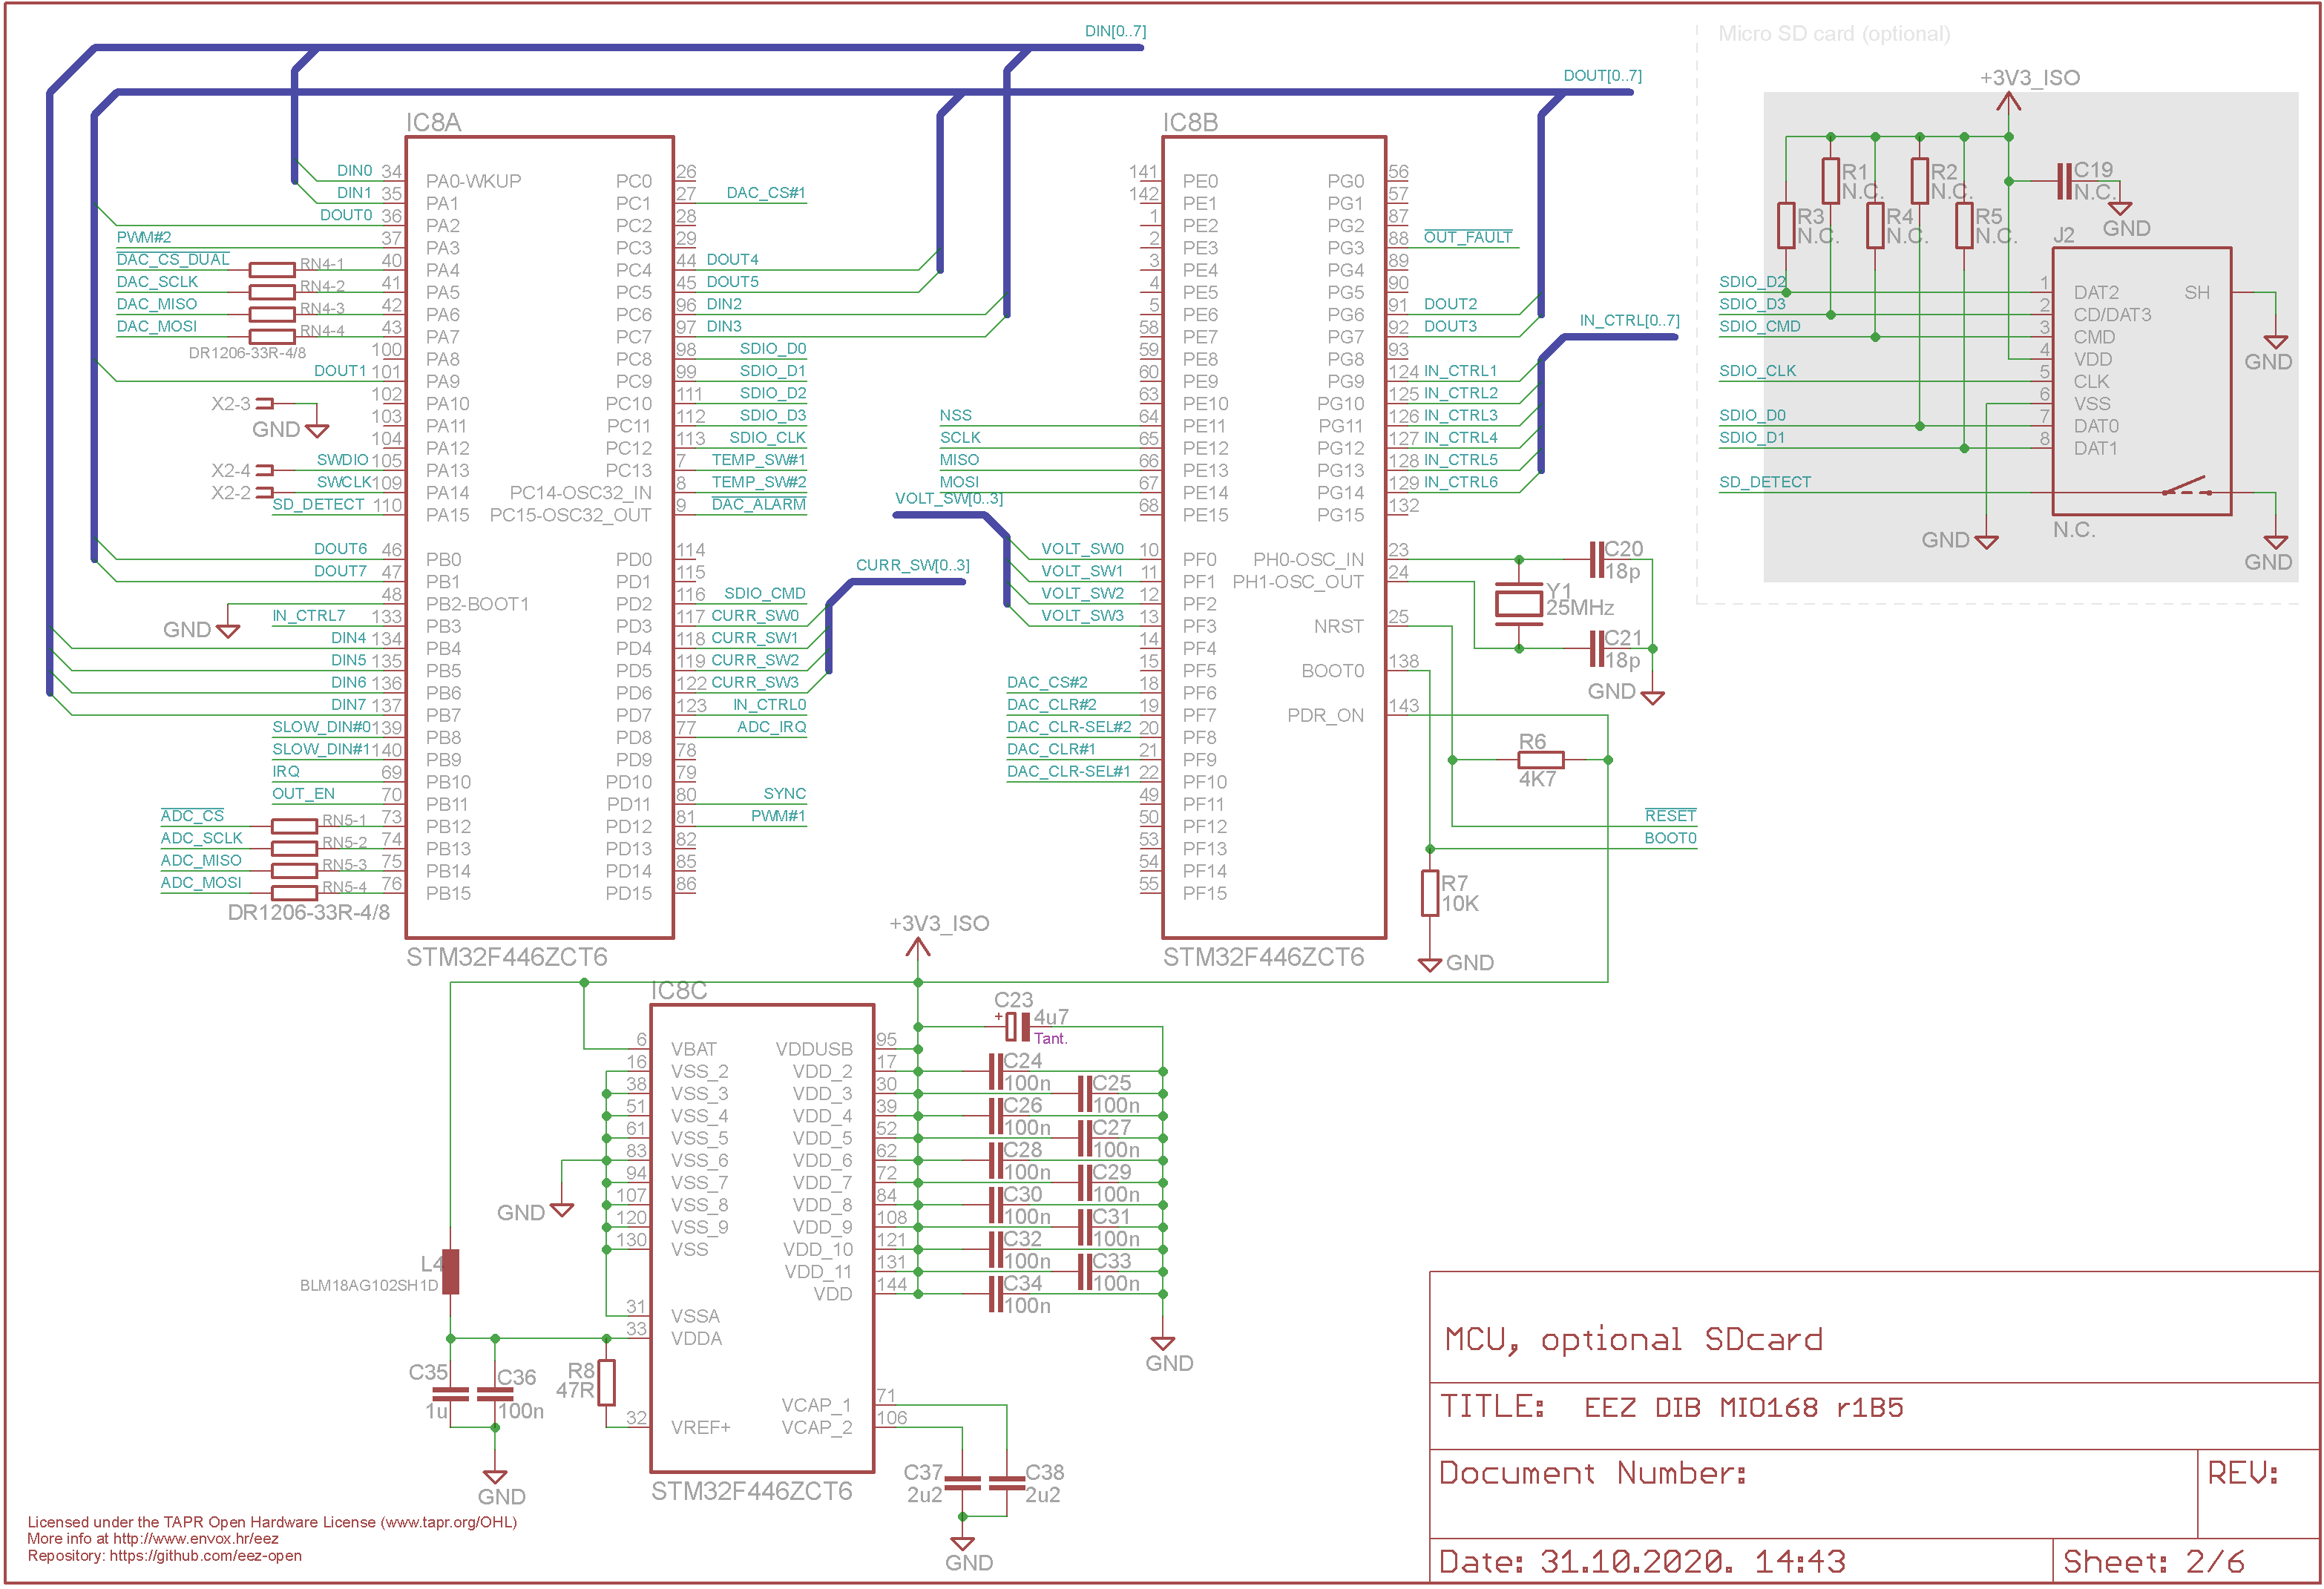 DIN[0..7]
DOUT[0..7]
Micro SD card (optional)
+3V3_ISO
IC8A
DIN0 34 PA0-WKUP
DIN1 35 PA1
DOUT0 36 PA2
PWM#2 37 PA3
DAC_CS_DUAL RN4-1 40 PA4
DAC_SCLK RN4-2 41 PA5
DAC_MISO RN4-3 42 PA6
DAC_MOSI RN4-4 43 PA7
DR1206-33R-4/8
100 PA8
DOUT1 101 PA9
102 PA10
X2-3
GND
103 PA11
104 PA12
X2-4 SWDIO 105 PA13
X2-2 SWCLK 109 PA14
SD_DETECT 110 PA15
DOUT6 46 PB0
DOUT7 47 PB1
48 PB2-BOOT1
GND
IN_CTRL7 133 PB3
DIN4 134 PB4
DIN5 135 PB5
DIN6 136 PB6
DIN7 137 PB7
SLOW_DIN#0 139 PB8
SLOW_DIN#1 140 PB9
IRQ 69 PB10
OUT_EN 70 PB11
ADC_CS RN5-1 73 PB12
ADC_SCLK RN5-2 74 PB13
ADC_MISO RN5-3 75 PB14
ADC_MOSI RN5-4 76 PB15
DR1206-33R-4/8
STM32F446ZCT6
PC0 26
PC1 27 DAC_CS#1
PC2 28
PC3 29
PC4 44 DOUT4
PC5 45 DOUT5
PC6 96 DIN2
PC7 97 DIN3
PC8 98 SDIO_D0
PC9 99 SDIO_D1
PC10 111 SDIO_D2
PC11 112 SDIO_D3
PC12 113 SDIO_CLK
PC13 7 TEMP_SW#1
PC14-OSC32_IN 8 TEMP_SW#2
PC15-OSC32_OUT 9 DAC_ALARM
PD0 114
PD1 115
PD2 116 SDIO_CMD
PD3 117 CURR_SW0
PD4 118 CURR_SW1
PD5 119 CURR_SW2
PD6 122 CURR_SW3
PD7 123 IN_CTRL0
PD8 77 ADC_IRQ
PD9 78
PD10 79
PD11 80 SYNC
PD12 81 PWM#1
PD13 82
PD14 85
PD15 86
CURR_SW[0..3]
VOLT_SW[0..3]
IC8B
141 PE0
142 PE1
1 PE2
2 PE3
3 PE4
4 PE5
5 PE6
58 PE7
59 PE8
60 PE9
63 PE10
NSS 64 PE11
SCLK 65 PE12
MISO 66 PE13
MOSI 67 PE14
68 PE15
VOLT_SW0 10 PF0
VOLT_SW1 11 PF1
VOLT_SW2 12 PF2
VOLT_SW3 13 PF3
14 PF4
15 PF5
DAC_CS#2 18 PF6
DAC_CLR#2 19 PF7
DAC_CLR-SEL#2 20 PF8
DAC_CLR#1 21 PF9
DAC_CLR-SEL#1 22 PF10
49 PF11
50 PF12
53 PF13
54 PF14
55 PF15
STM32F446ZCT6
PG0 56
PG1 57
PG2 87
PG3 88 OUT_FAULT
PG4 89
PG5 90
PG6 91 DOUT2
PG7 92 DOUT3
PG8 93
PG9 124 IN_CTRL1
PG10 125 IN_CTRL2
PG11 126 IN_CTRL3
PG12 127 IN_CTRL4
PG13 128 IN_CTRL5
PG14 129 IN_CTRL6
PG15 132
IN_CTRL[0..7]
PH0-OSC_IN 23
PH1-OSC_OUT 24
NRST 25
BOOT0 138
PDR_ON 143
C20
18p
Y1
25MHz
C21
18p
GND
R6
4K7
RESET
BOOT0
R7
10K
GND
R1
N.C.
R2
N.C.
R3
N.C.
R4
N.C.
R5
N.C.
C19
N.C.
GND
J2
SDIO_D2 1 DAT2 SH
SDIO_D3 2 CD/DAT3
SDIO_CMD 3 CMD
4 VDD
SDIO_CLK 5 CLK
6 VSS
SDIO_D0 7 DAT0
SDIO_D1 8 DAT1
SD_DETECT
GND
GND
N.C.
GND
+3V3_ISO
IC8C
6 VBAT VDDUSB 95
16 VSS_2 VDD_2 17
38 VSS_3 VDD_3 30
51 VSS_4 VDD_4 39
61 VSS_5 VDD_5 52
83 VSS_6 VDD_6 62
94 VSS_7 VDD_7 72
107 VSS_8 VDD_8 84
120 VSS_9 VDD_9 108
130 VSS VDD_10 121
VDD_11 131
VDD 144
31 VSSA
33 VDDA
VCAP_1 71
32 VREF+ VCAP_2 106
STM32F446ZCT6
GND
C23
4u7
Tant.
C24
100n
C25
100n
C26
100n
C27
100n
C28
100n
C29
100n
C30
100n
C31
100n
C32
100n
C33
100n
C34
100n
GND
L4
BLM18AG102SH1D
C35
1u
C36
100n
R8
47R
GND
C37
2u2
C38
2u2
GND
MCU, optional SDcard
TITLE: EEZ DIB MIO168 r1B5
Document Number:
REV:
Date: 31.10.2020. 14:43
Sheet: 2/6
Licensed under the TAPR Open Hardware License (www.tapr.org/OHL)
More info at http://www.envox.hr/eez
Repository: https://github.com/eez-open